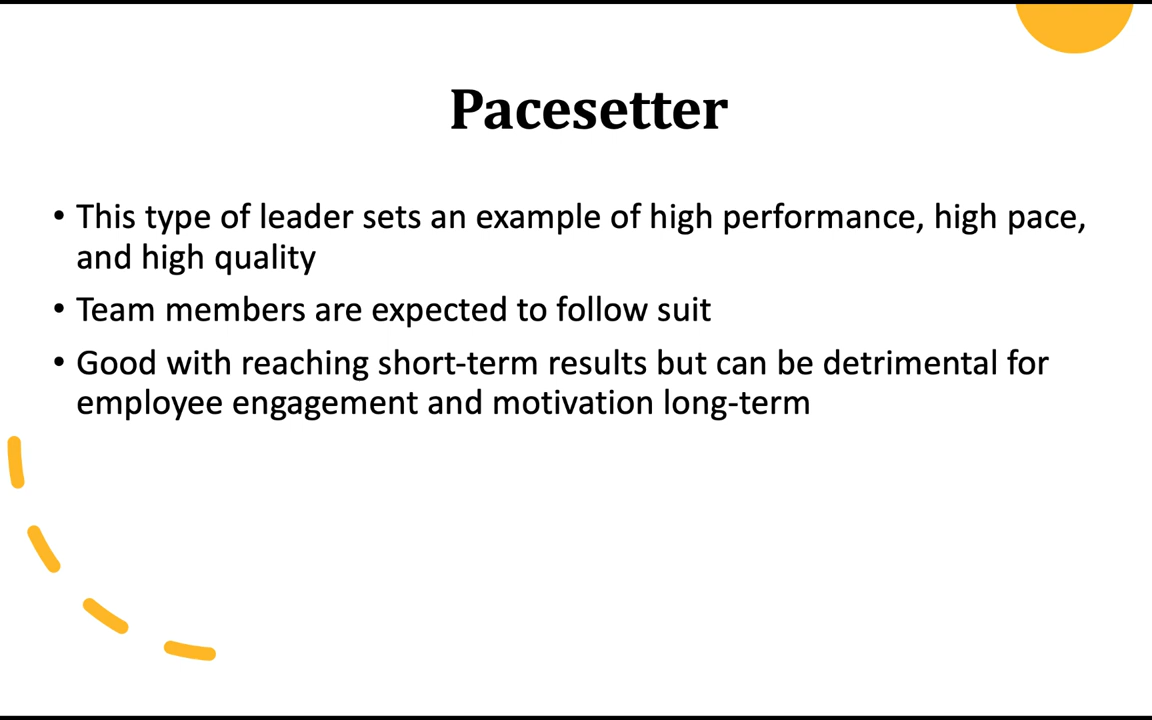 Pacesetter
• This type of leader sets an example of high performance, high pace,
and high quality
• Team members are expected to follow suit
• Good with reaching short-term results but can be detrimental for
employee engagement and motivation long-term